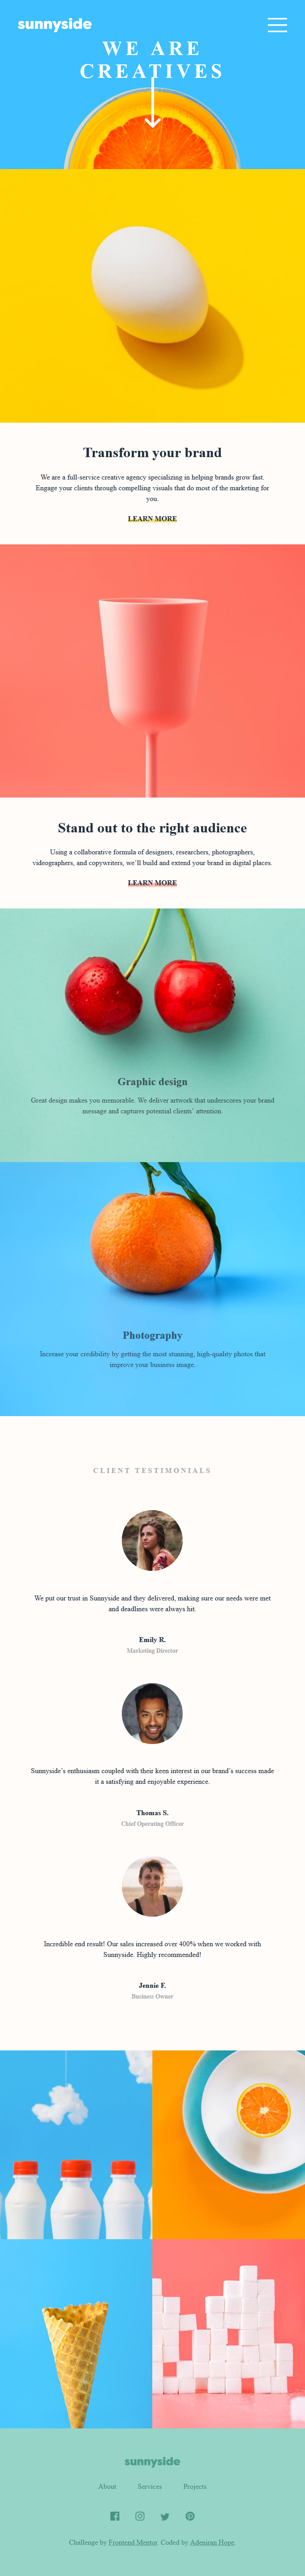 sunnyside
WE ARE
CREATIVES
Transform your brand
We are a full-service creative agency specializing in helping brands grow fast.
Engage your clients through compelling visuals that do most of the marketing for
you.
LEARN MORE
Stand out to the right audience
Using a collaborative formula of designers, researchers, photographers,
videographers, and copywriters, we’ll build and extend your brand in digital places.
LEARN MORE
Graphic design
Great design makes you memorable. We deliver artwork that underscores your brand
message and captures potential clients’ attention.
Photography
Increase your credibility by getting the most stunning, high-quality photos that
improve your business image.
CLIENT TESTIMONIALS
We put our trust in Sunnyside and they delivered, making sure our needs were met
and deadlines were always hit.
Emily R.
Marketing Director
Sunnyside’s enthusiasm coupled with their keen interest in our brand’s success made
it a satisfying and enjoyable experience.
Thomas S.
Chief Operating Officer
Incredible end result! Our sales increased over 400% when we worked with
Sunnyside. Highly recommended!
Jennie F.
Business Owner
sunnyside
About Services Projects
Challenge by Frontend Mentor. Coded by Adeniran Hope.